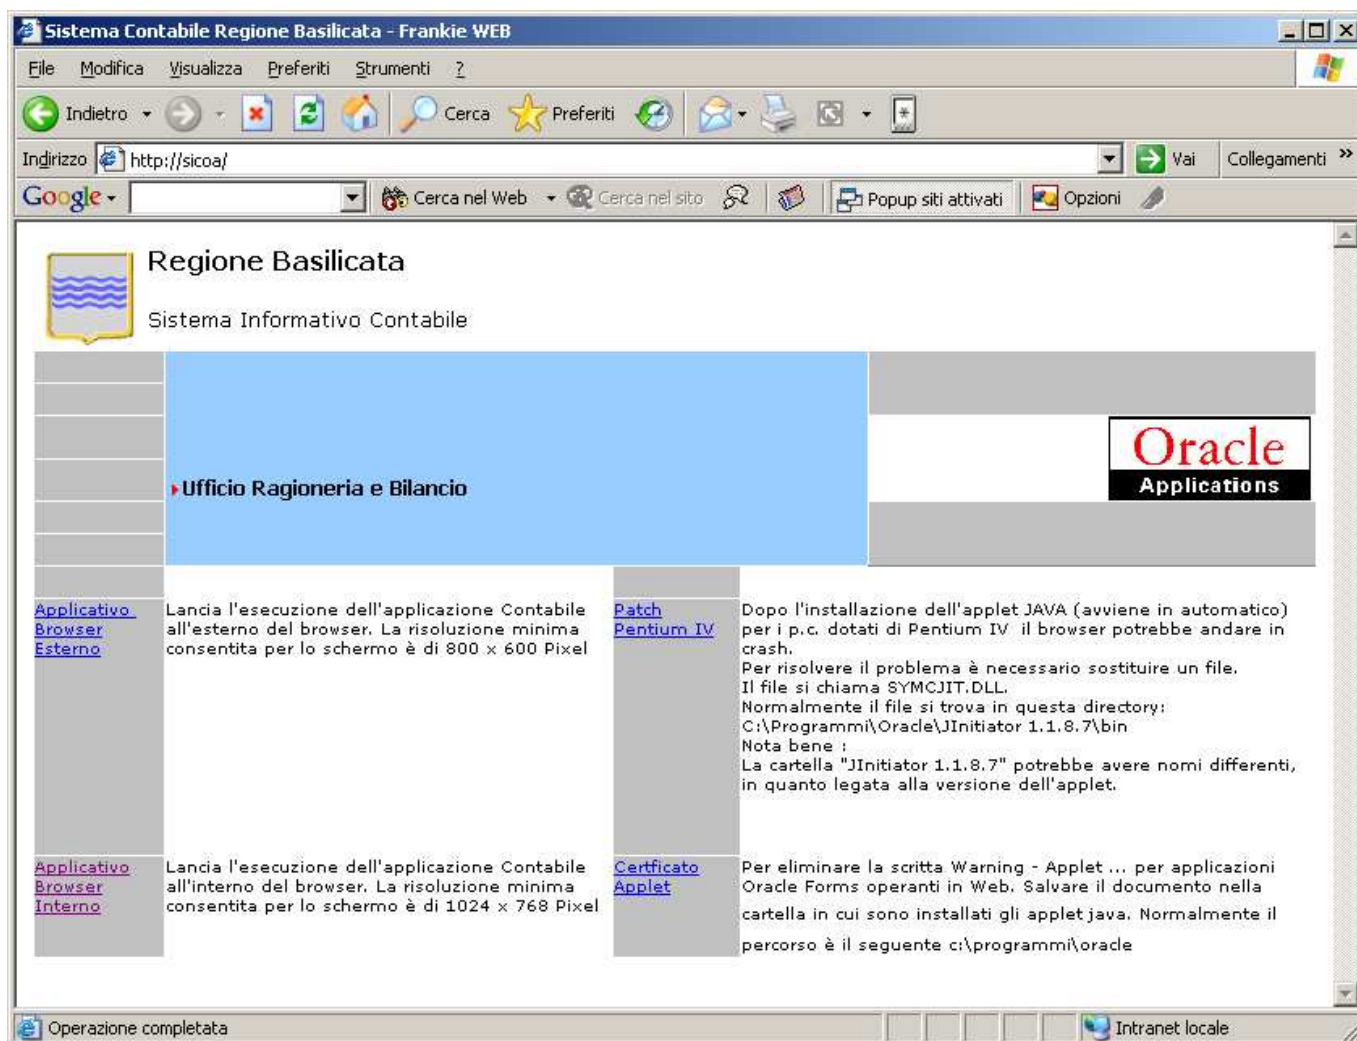 Sistema Contabile Regione Basilicata - Frankie WEB
File Modifica Visualizza Preferiti Strumenti ?
Indietro Cerca Preferiti
Indirizzo http://sicoa/ Vai Collegamenti »
Google Cerca nel Web Cerca nel sito Popup siti attivati Opzioni
Regione Basilicata
Sistema Informativo Contabile
Ufficio Ragioneria e Bilancio
Oracle
Applications
Applicativo
Browser
Esterno
Lancia l'esecuzione dell'applicazione Contabile
all'esterno del browser. La risoluzione minima
consentita per lo schermo è di 800 x 600 Pixel
Patch
Pentium IV
Dopo l'installazione dell'applet JAVA (avviene in automatico)
per i p.c. dotati di Pentium IV il browser potrebbe andare in
crash.
Per risolvere il problema è necessario sostituire un file.
Il file si chiama SYMCJIT.DLL.
Normalmente il file si trova in questa directory:
C:\Programmi\Oracle\JInitiator 1.1.8.7\bin
Nota bene :
La cartella "JInitiator 1.1.8.7" potrebbe avere nomi differenti,
in quanto legata alla versione dell'applet.
Applicativo
Browser
Interno
Lancia l'esecuzione dell'applicazione Contabile
all'interno del browser. La risoluzione minima
consentita per lo schermo è di 1024 x 768 Pixel
Certficato
Applet
Per eliminare la scritta Warning - Applet ... per applicazioni
Oracle Forms operanti in Web. Salvare il documento nella
cartella in cui sono installati gli applet java. Normalmente il
percorso è il seguente c:\programmi\oracle
Operazione completata
Intranet locale